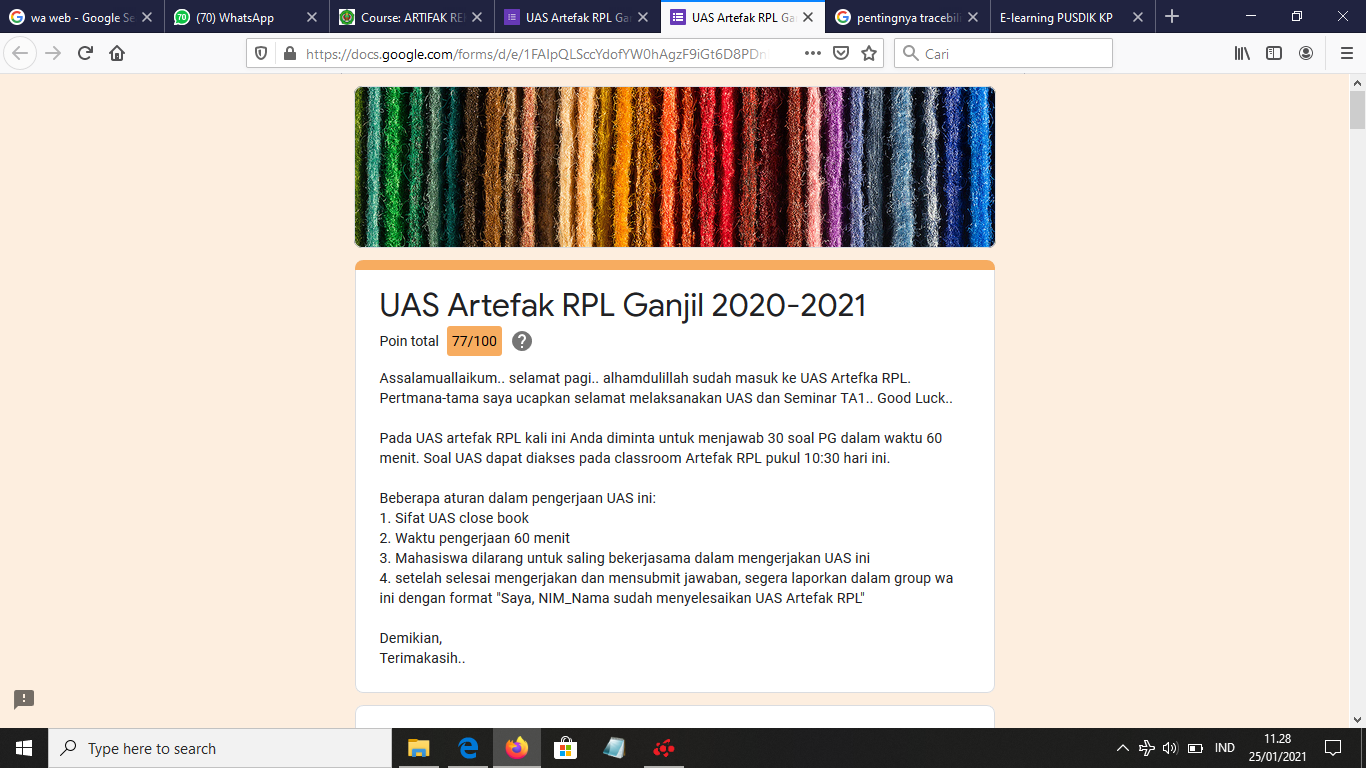 wa web - Google Se
(70) WhatsApp
Course: ARTIFAK RE
UAS Artefak RPL Ga
UAS Artefak RPL Ga
pentingnya tracebili
E-learning PUSDIK KP
https://docs.google.com/forms/d/e/1FAIpQLSccYdofYW0hAgzF9iGt6D8PDn
Cari
UAS Artefak RPL Ganjil 2020-2021
Poin total 77/100
Assalamuallaikum.. selamat pagi.. alhamdulillah sudah masuk ke UAS Artefka RPL.
Pertmana-tama saya ucapkan selamat melaksanakan UAS dan Seminar TA1.. Good Luck..
Pada UAS artefak RPL kali ini Anda diminta untuk menjawab 30 soal PG dalam waktu 60
menit. Soal UAS dapat diakses pada classroom Artefak RPL pukul 10:30 hari ini.
Beberapa aturan dalam pengerjaan UAS ini:
1. Sifat UAS close book
2. Waktu pengerjaan 60 menit
3. Mahasiswa dilarang untuk saling bekerjasama dalam mengerjakan UAS ini
4. setelah selesai mengerjakan dan mensubmit jawaban, segera laporkan dalam group wa
ini dengan format "Saya, NIM_Nama sudah menyelesaikan UAS Artefak RPL"
Demikian,
Terimakasih..
Type here to search
IND
11.28
25/01/2021